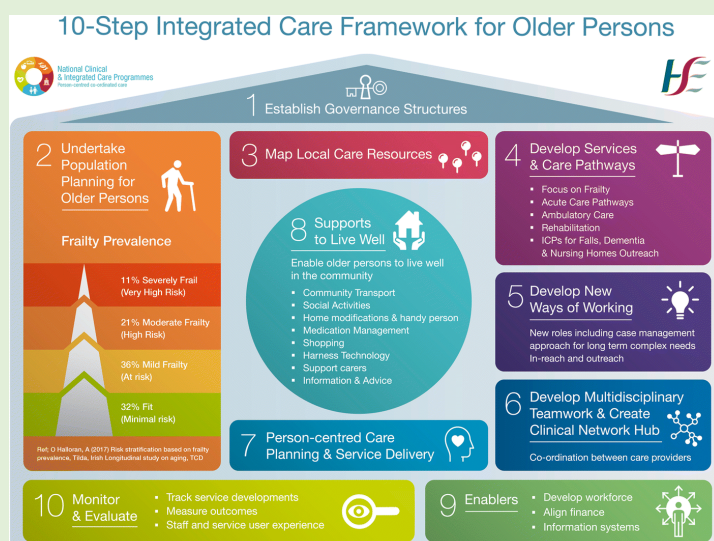 10-Step Integrated Care Framework for Older Persons
National Clinical
& Integrated Care Programmes
Person-centred co-ordinated care
HSE
1 Establish Governance Structures
2 Undertake
Population
Planning for
Older Persons
Frailty Prevalence
11% Severely Frail
(Very High Risk)
21% Moderate Frailty
(High Risk)
36% Mild Frailty
(At risk)
32% Fit
(Minimal risk)
Ref; O Halloran, A (2017) Risk stratification based on frailty
prevalence, Tilda, Irish Longitudinal study on aging, TCD
3 Map Local Care Resources
4 Develop Services
& Care Pathways
▪ Focus on Frailty
▪ Acute Care Pathways
▪ Ambulatory Care
▪ Rehabilitation
▪ ICPs for Falls, Dementia
& Nursing Homes Outreach
5 Develop New
Ways of Working
New roles including case management
approach for long term complex needs
In-reach and outreach
6 Develop Multidisciplinary
Teamwork & Create
Clinical Network Hub
Co-ordination between care providers
7 Person-centred Care
Planning & Service Delivery
8 Supports
to Live Well
Enable older persons to live well
in the community
▪ Community Transport
▪ Social Activities
▪ Home modifications & handy person
▪ Medication Management
▪ Shopping
▪ Harness Technology
▪ Support carers
▪ Information & Advice
9 Enablers
▪ Develop workforce
▪ Align finance
▪ Information systems
10 Monitor
& Evaluate
▪ Track service developments
▪ Measure outcomes
▪ Staff and service user experience